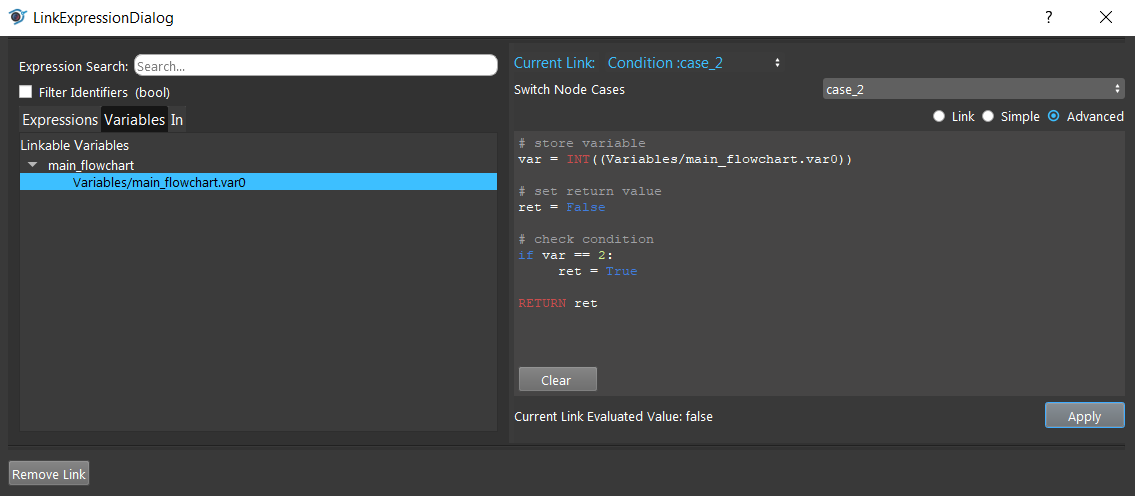 LinkExpressionDialog
?
Expression Search:
Search...
Filter Identifiers (bool)
Expressions Variables In
Linkable Variables
main_flowchart
Variables/main_flowchart.var0
Current Link: Condition :case_2
Switch Node Cases
case_2
Link Simple Advanced
# store variable
var = INT((Variables/main_flowchart.var0))
# set return value
ret = False
# check condition
if var == 2:
ret = True
RETURN ret
Clear
Current Link Evaluated Value: false
Apply
Remove Link